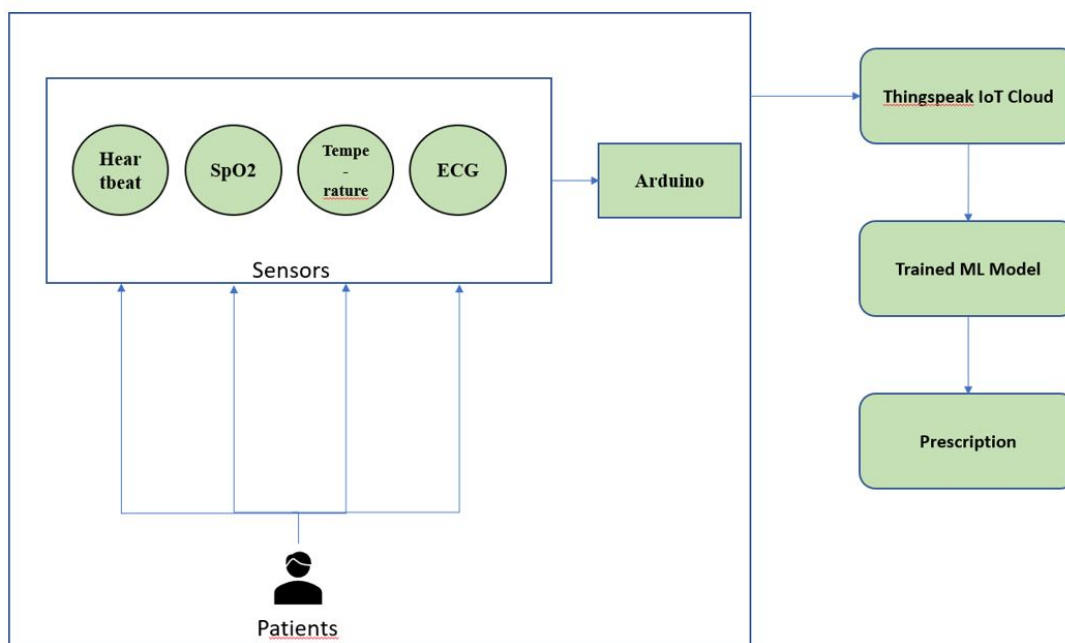 Thingspeak IoT Cloud
Hear
tbeat
SpO2
Tempe
-
rature
ECG
Arduino
Sensors
Trained ML Model
Prescription
Patients